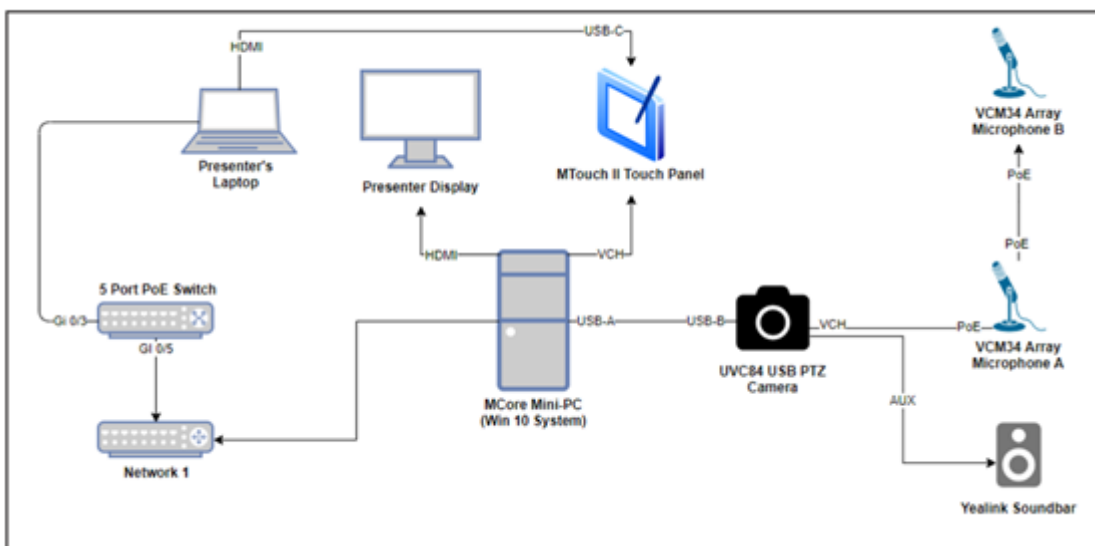 HDMI
USB-C
Presenter's
Laptop
Presenter Display
MTouch II Touch Panel
VCM34 Array
Microphone B
PoE
PoE
HDMI
VCH
5 Port PoE Switch
Gi 0/3
GI 0/5
USB-A
USB-B
VCH
PoE
VCM34 Array
Microphone A
UVC84 USB PTZ
Camera
MCore Mini-PC
(Win 10 System)
AUX
Network 1
Yealink Soundbar